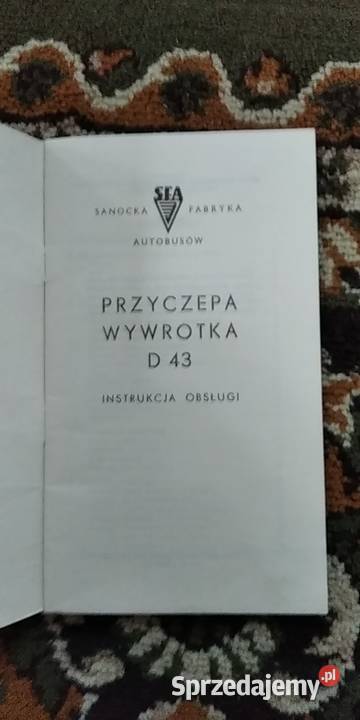 SFA
SANOCKA FABRYKA
AUTOBUSÓW
PRZYCZEPA
WYWROTKA
D 43
INSTRUKCJA OBSŁUGI
Sprzedajemy.pl